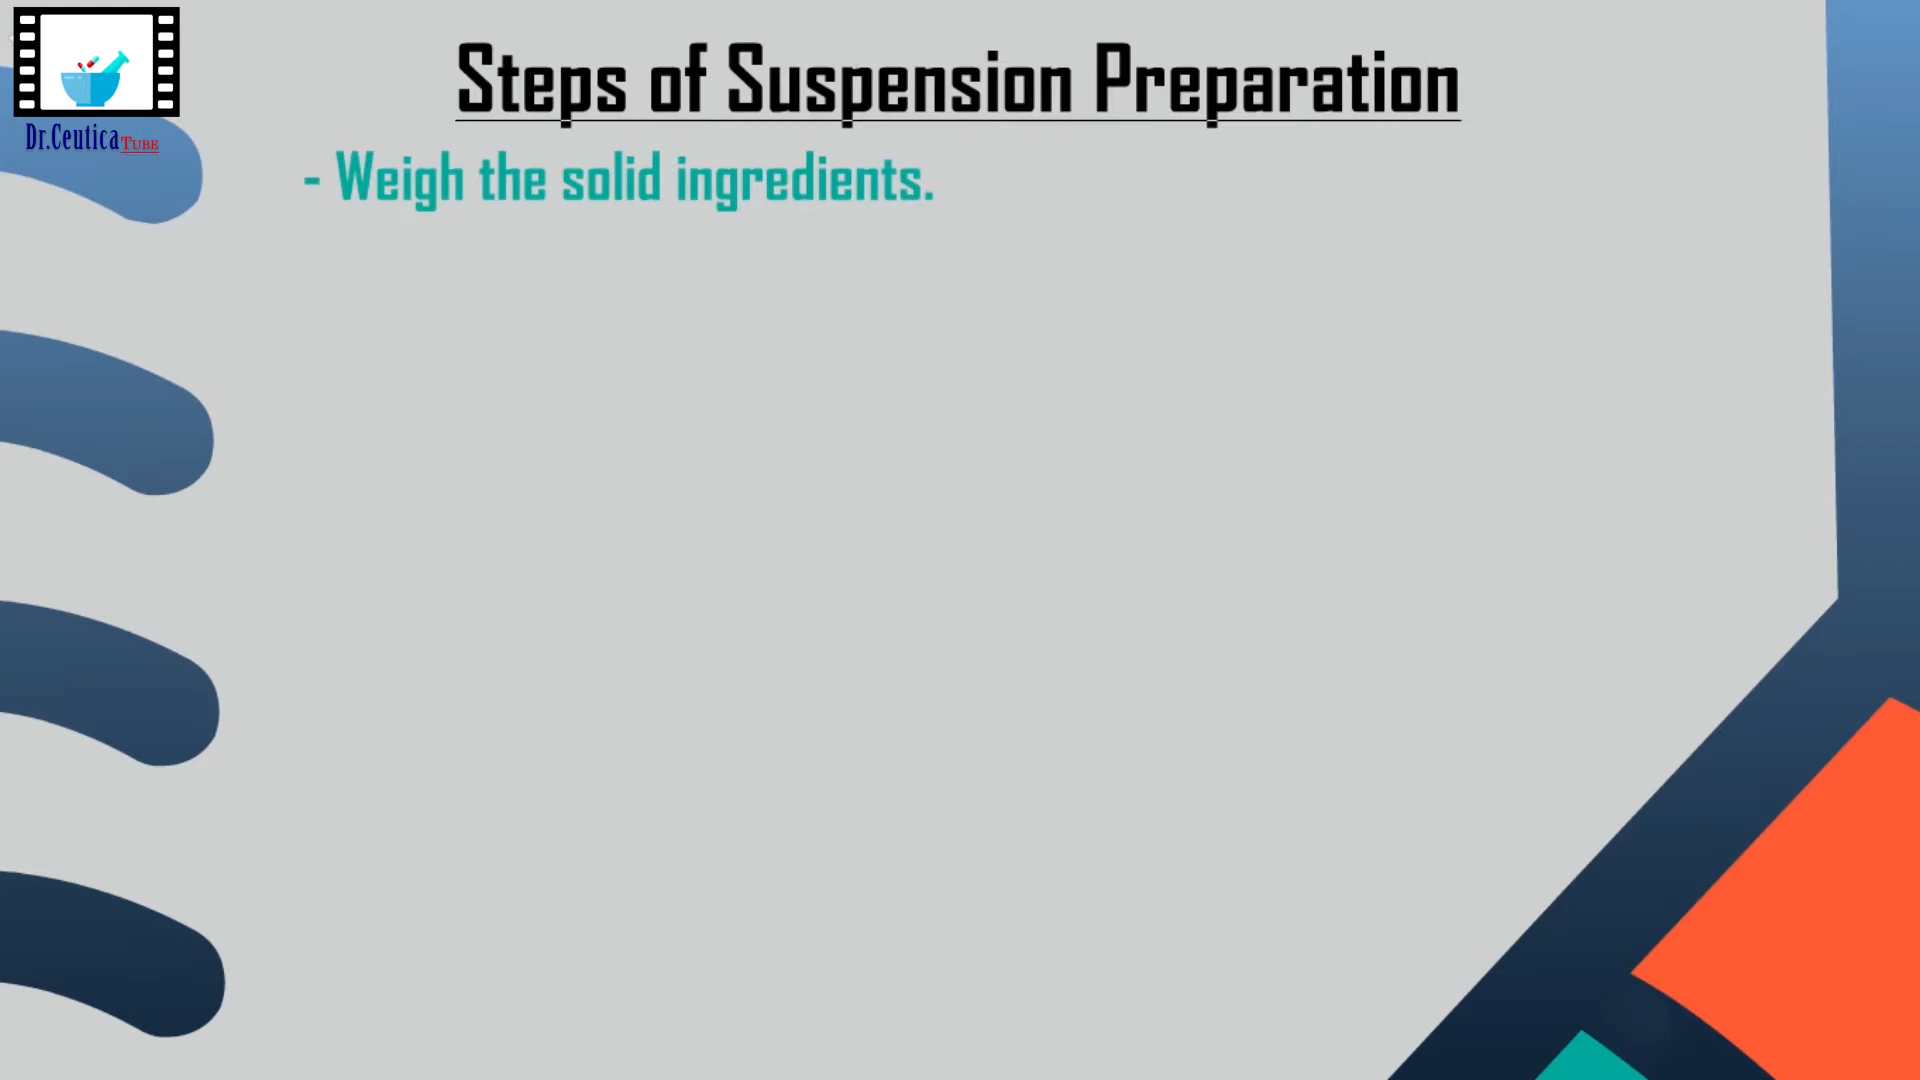 Steps of Suspension Preparation
Dr.Ceutica TUBE
- Weigh the solid ingredients.